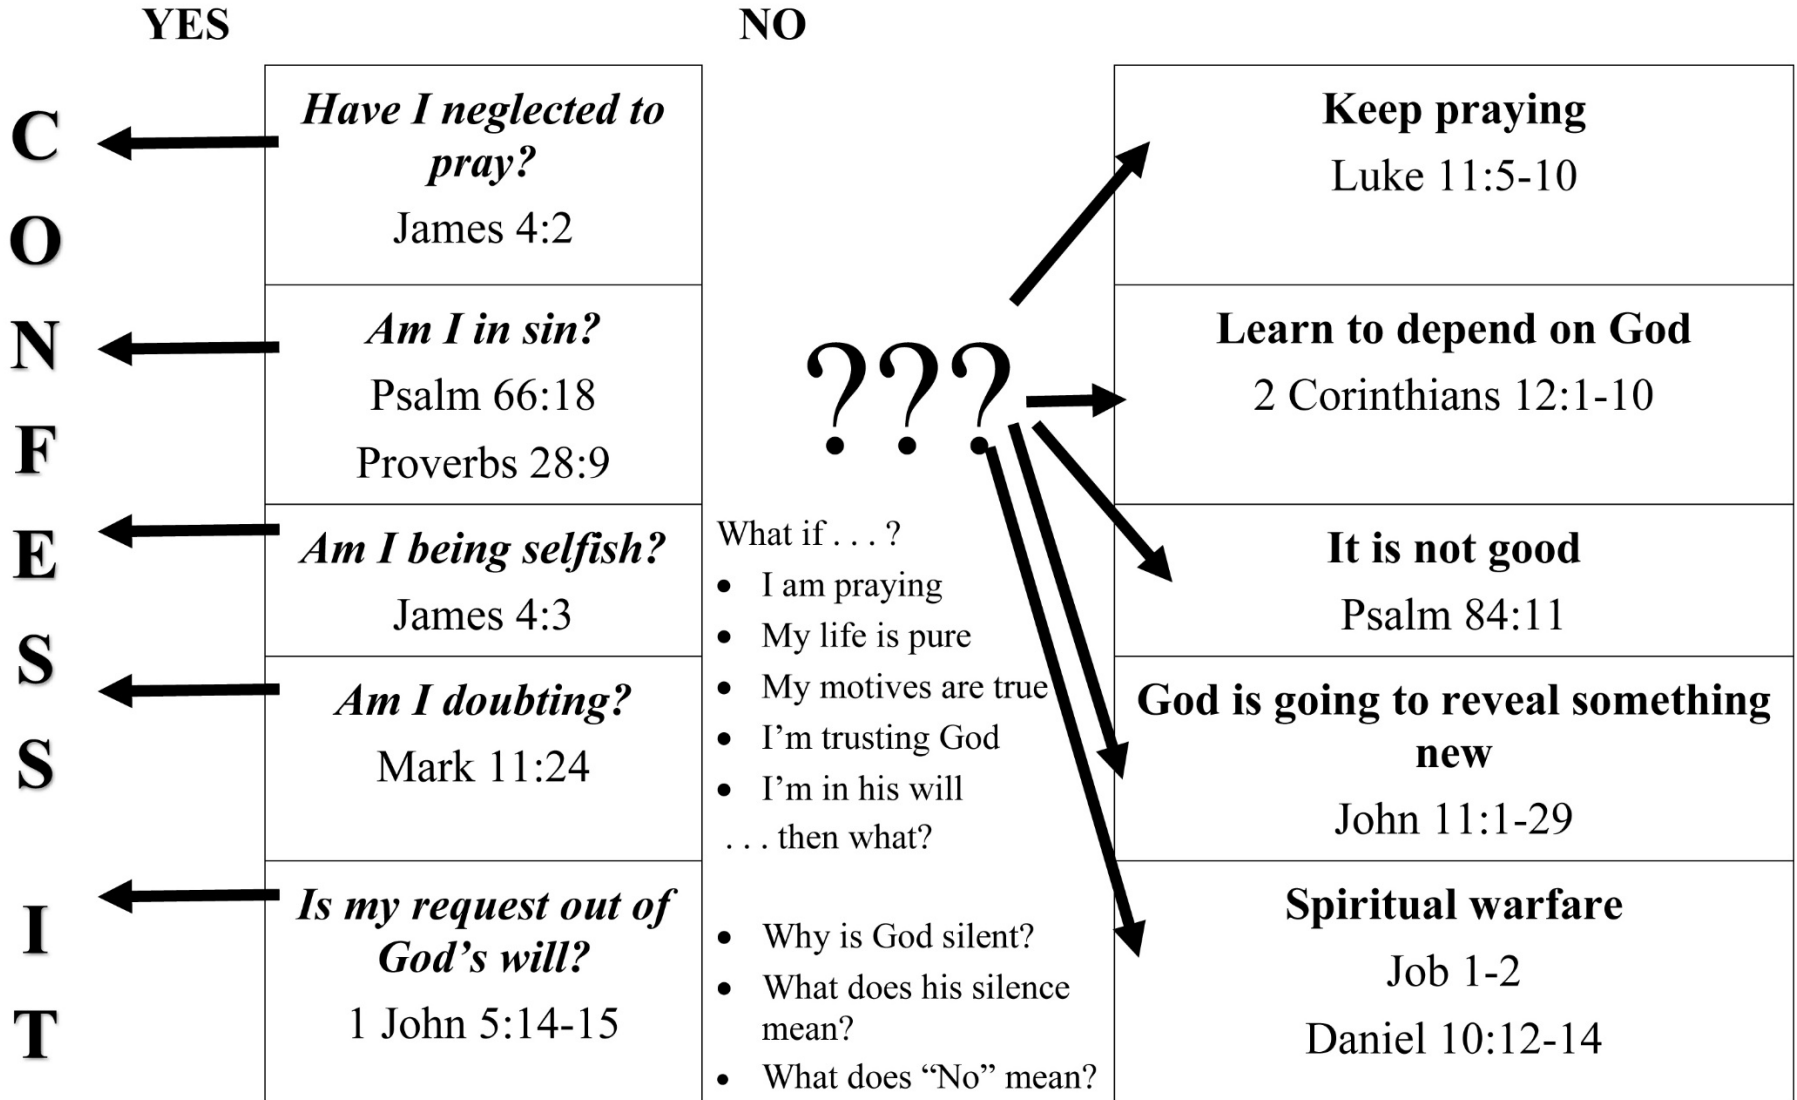 YES
NO
C
O
N
F
E
S
S
I
T
Have I neglected to
pray?
James 4:2
Am I in sin?
Psalm 66:18
Proverbs 28:9
Am I being selfish?
James 4:3
Am I doubting?
Mark 11:24
Is my request out of
God’s will?
1 John 5:14-15
???
What if . . . ?
• I am praying
• My life is pure
• My motives are true
• I’m trusting God
• I’m in his will
. . . then what?
• Why is God silent?
• What does his silence
mean?
• What does “No” mean?
Keep praying
Luke 11:5-10
Learn to depend on God
2 Corinthians 12:1-10
It is not good
Psalm 84:11
God is going to reveal something
new
John 11:1-29
Spiritual warfare
Job 1-2
Daniel 10:12-14